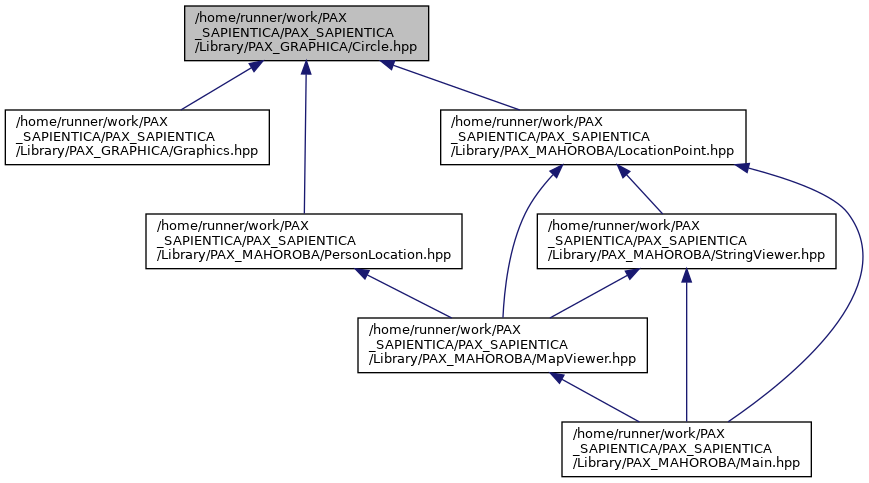 /home/runner/work/PAX
_SAPIENTICA/PAX_SAPIENTICA
/Library/PAX_GRAPHICA/Circle.hpp
/home/runner/work/PAX
_SAPIENTICA/PAX_SAPIENTICA
/Library/PAX_GRAPHICA/Graphics.hpp
/home/runner/work/PAX
_SAPIENTICA/PAX_SAPIENTICA
/Library/PAX_MAHOROBA/LocationPoint.hpp
/home/runner/work/PAX
_SAPIENTICA/PAX_SAPIENTICA
/Library/PAX_MAHOROBA/PersonLocation.hpp
/home/runner/work/PAX
_SAPIENTICA/PAX_SAPIENTICA
/Library/PAX_MAHOROBA/StringViewer.hpp
/home/runner/work/PAX
_SAPIENTICA/PAX_SAPIENTICA
/Library/PAX_MAHOROBA/MapViewer.hpp
/home/runner/work/PAX
_SAPIENTICA/PAX_SAPIENTICA
/Library/PAX_MAHOROBA/Main.hpp